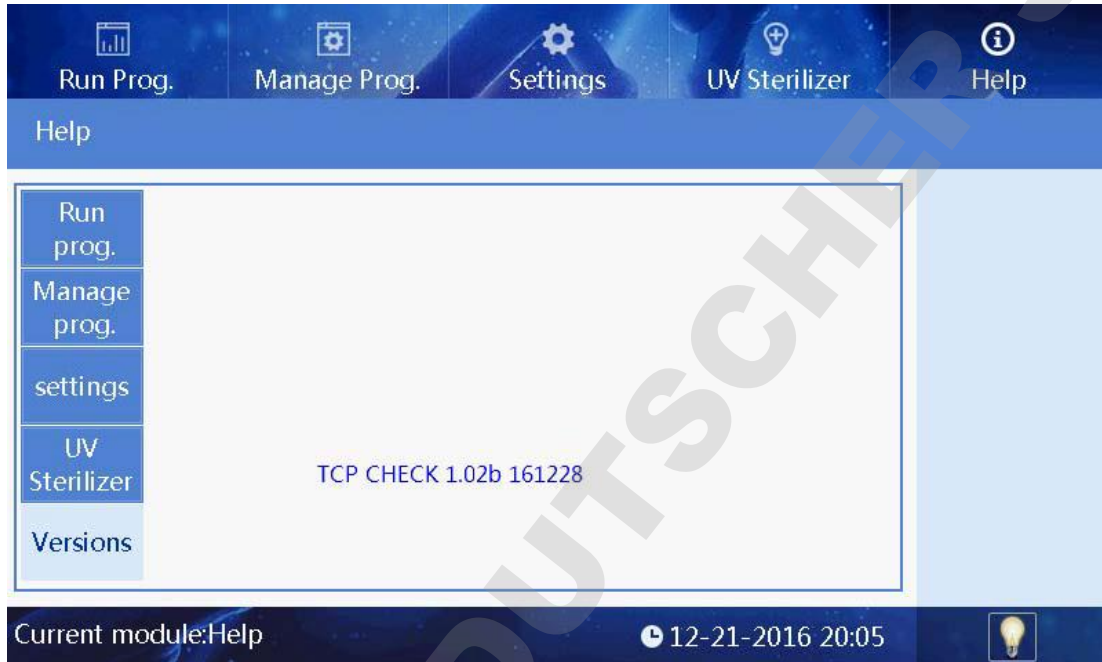 Run Prog. Manage Prog. Settings UV Sterilizer Help
Help
Run
prog.
Manage
prog.
settings
UV
Sterilizer
TCP CHECK 1.02b 161228
Versions
Current module:Help 12-21-2016 20:05